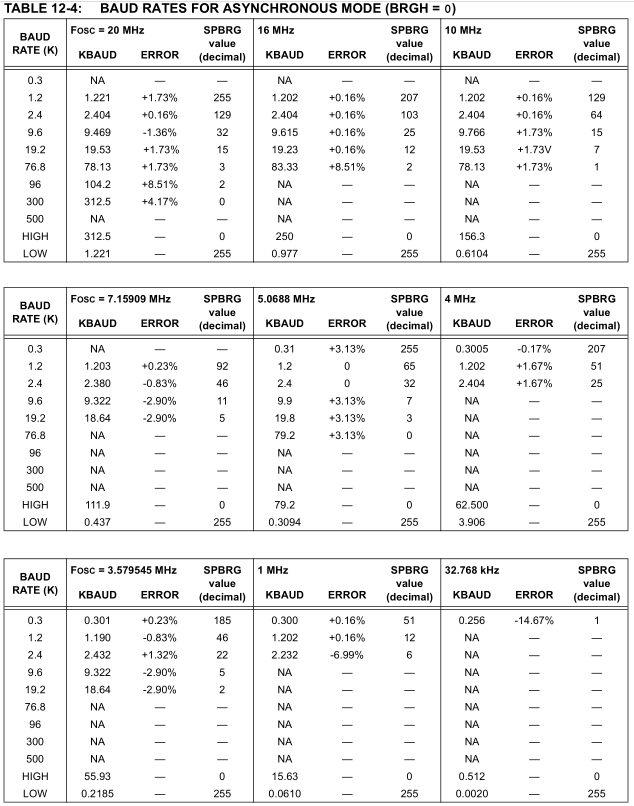 TABLE 12-4: BAUD RATES FOR ASYNCHRONOUS MODE (BRGH = 0)
BAUD RATE (K) FOSC = 20 MHz SPBRG value (decimal) 16 MHz SPBRG value (decimal) 10 MHz SPBRG value (decimal)
KBAUD ERROR KBAUD ERROR KBAUD ERROR
0.3 NA — — NA — — NA — —
1.2 1.221 +1.73% 255 1.202 +0.16% 207 1.202 +0.16% 129
2.4 2.404 +0.16% 129 2.404 +0.16% 103 2.404 +0.16% 64
9.6 9.469 -1.36% 32 9.615 +0.16% 25 9.766 +1.73% 15
19.2 19.53 +1.73% 15 19.23 +0.16% 12 19.53 +1.73V 7
76.8 78.13 +1.73% 3 83.33 +8.51% 2 78.13 +1.73% 1
96 104.2 +8.51% 2 NA — — NA — —
300 312.5 +4.17% 0 NA — — NA — —
500 NA — — NA — — NA — —
HIGH 312.5 — 0 250 — 0 156.3 — 0
LOW 1.221 — 255 0.977 — 255 0.6104 — 255
BAUD RATE (K) FOSC = 7.15909 MHz SPBRG value (decimal) 5.0688 MHz SPBRG value (decimal) 4 MHz SPBRG value (decimal)
KBAUD ERROR KBAUD ERROR KBAUD ERROR
0.3 NA — — 0.31 +3.13% 255 0.3005 -0.17% 207
1.2 1.203 +0.23% 92 1.2 0 65 1.202 +1.67% 51
2.4 2.380 -0.83% 46 2.4 0 32 2.404 +1.67% 25
9.6 9.322 -2.90% 11 9.9 +3.13% 7 NA — —
19.2 18.64 -2.90% 5 19.8 +3.13% 3 NA — —
76.8 NA — — 79.2 +3.13% 0 NA — —
96 NA — — NA — — NA — —
300 NA — — NA — — NA — —
500 NA — — NA — — NA — —
HIGH 111.9 — 0 79.2 — 0 62.500 — 0
LOW 0.437 — 255 0.3094 — 255 3.906 — 255
BAUD RATE (K) FOSC = 3.579545 MHz SPBRG value (decimal) 1 MHz SPBRG value (decimal) 32.768 kHz SPBRG value (decimal)
KBAUD ERROR KBAUD ERROR KBAUD ERROR
0.3 0.301 +0.23% 185 0.300 +0.16% 51 0.256 -14.67% 1
1.2 1.190 -0.83% 46 1.202 +0.16% 12 NA — —
2.4 2.432 +1.32% 22 2.232 -6.99% 6 NA — —
9.6 9.322 -2.90% 5 NA — — NA — —
19.2 18.64 -2.90% 2 NA — — NA — —
76.8 NA — — NA — — NA — —
96 NA — — NA — — NA — —
300 NA — — NA — — NA — —
500 NA — — NA — — NA — —
HIGH 55.93 — 0 15.63 — 0 0.512 — 0
LOW 0.2185 — 255 0.0610 — 255 0.0020 — 255